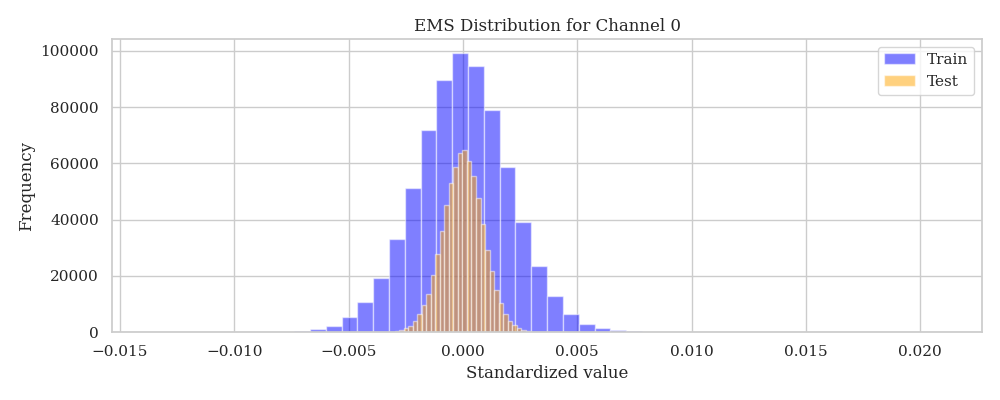 EMS Distribution for Channel 0
Train
Test
Frequency
100000
80000
60000
40000
20000
0
−0.015
−0.010
−0.005
0.000
0.005
0.010
0.015
0.020
Standardized value